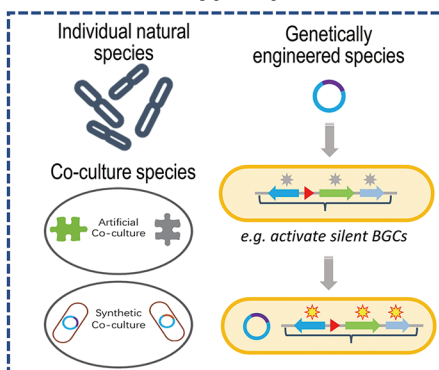 Individual natural
species
Genetically
engineered species
Co-culture species
Artificial
Co-culture
e.g. activate silent BGCs
Synthetic
Co-culture